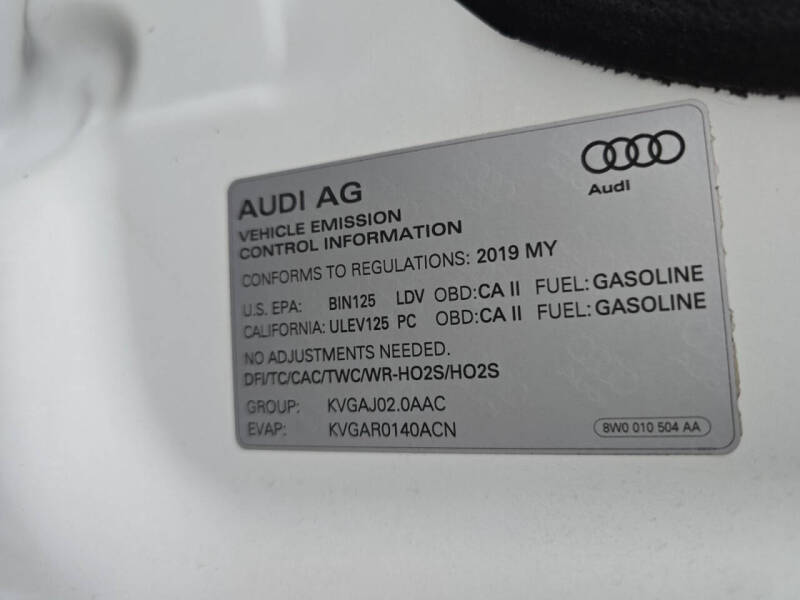 AUDI AG
Audi
VEHICLE EMISSION
CONTROL INFORMATION
CONFORMS TO REGULATIONS: 2019 MY
U.S. EPA: BIN125 LDV OBD: CA II FUEL: GASOLINE
CALIFORNIA: ULEV125 PC OBD: CA II FUEL: GASOLINE
NO ADJUSTMENTS NEEDED.
DFI/TC/CAC/TWC/WR-HO2S/HO2S
GROUP: KVGAJ02.0AAC
EVAP: KVGAR0140ACN
8W0 010 504 AA